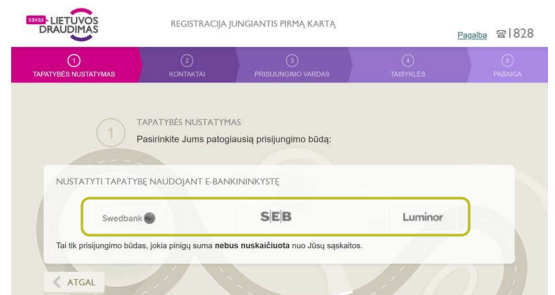 savas LIETUVOS
DRAUDIMAS
REGISTRACIJA JUNGIANTIS PIRMĄ KARTĄ
Pagalba ☎1828
1 2 3 4 5
TAPATYBĖS NUSTATYMAS KONTAKTAI PRISIJUNGIMO VARDAS TAISYKLĖS PABAIGA
1 TAPATYBĖS NUSTATYMAS
Pasirinkite Jums patogiausią prisijungimo būdą:
NUSTATYTI TAPATYBĘ NAUDOJANT E-BANKININKYSTĘ
Swedbank SEB Luminor
Tai tik prisijungimo būdas, jokia pinigų suma nebus nuskaičiuota nuo Jūsų sąskaitos.
ATGAL